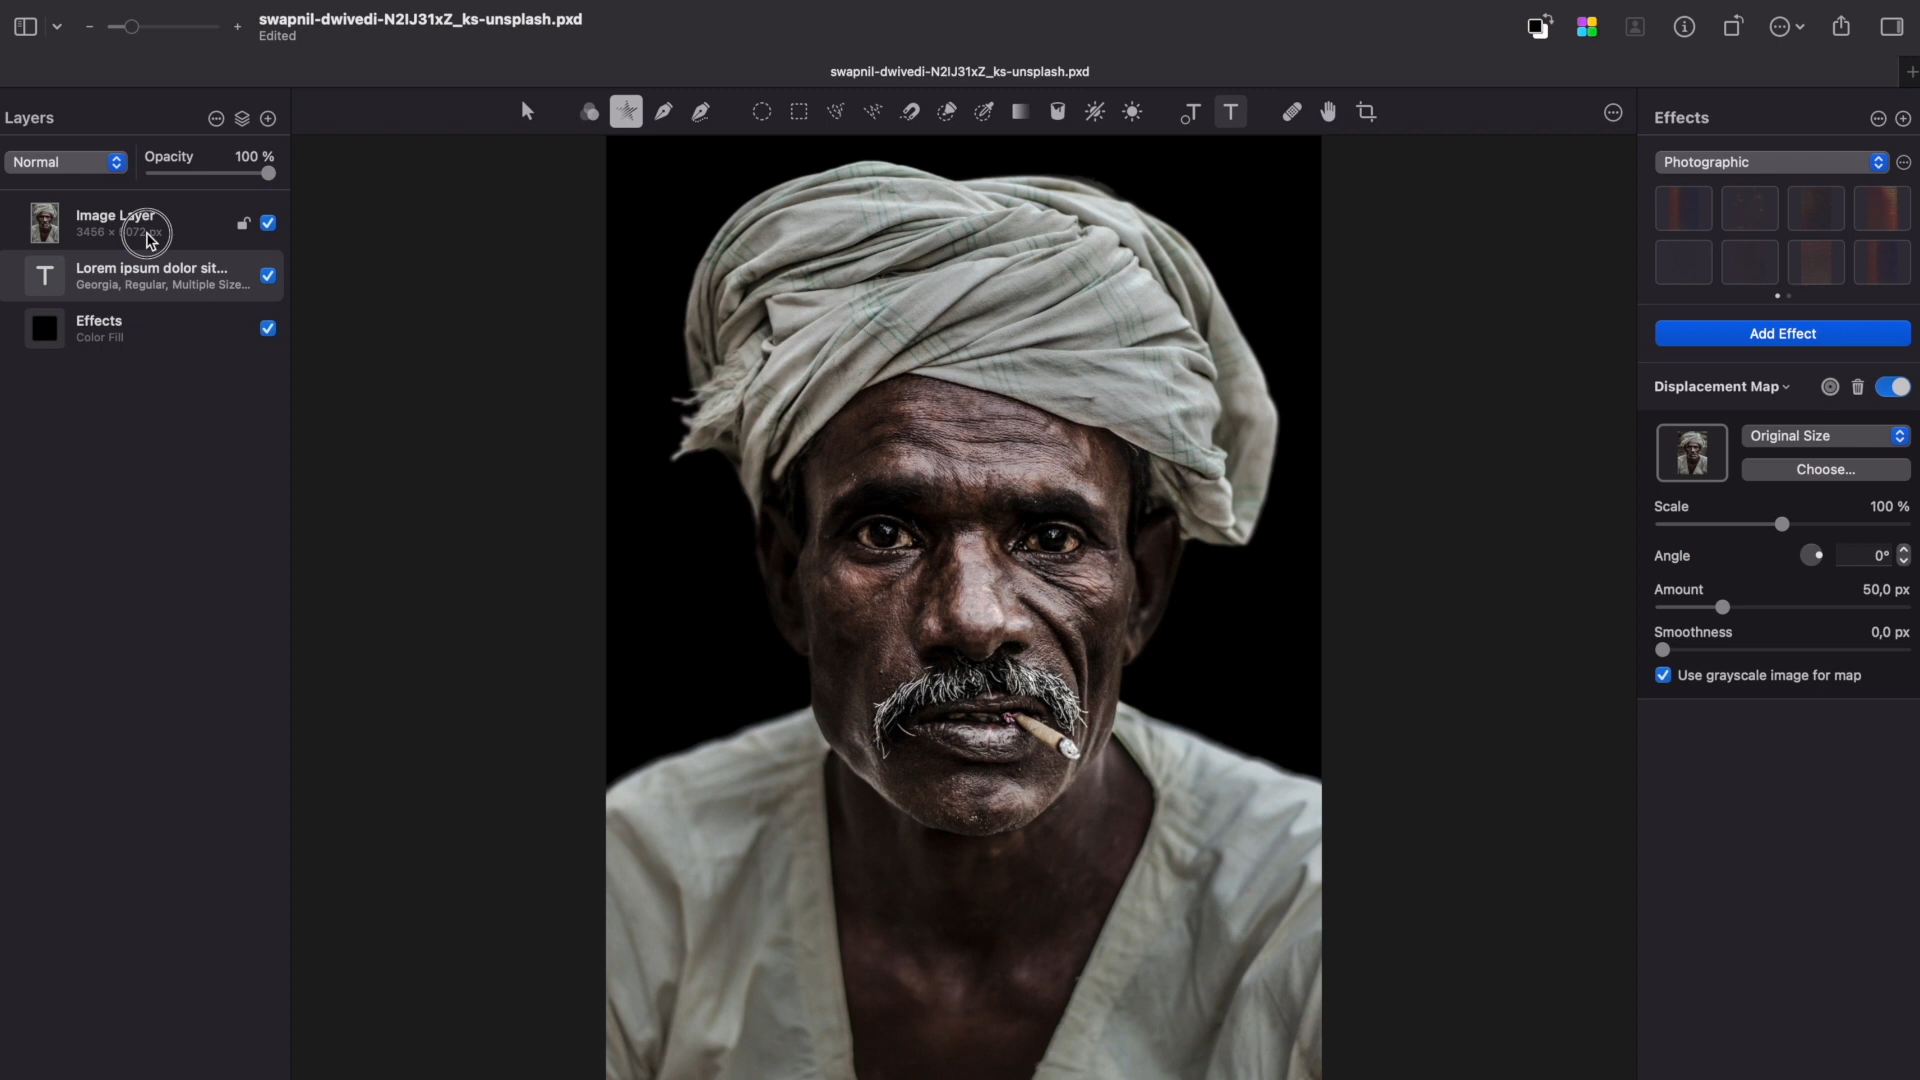 swapnil-dwivedi-N2IJ31xZ_ks-unsplash.pxd
Edited
swapnil-dwivedi-N2IJ31xZ_ks-unsplash.pxd
Layers
Normal
Opacity 100 %
Image Layer
3456 × 5072 px
Lorem ipsum dolor sit...
Georgia, Regular, Multiple Size...
Effects
Color Fill
Effects
Photographic
Add Effect
Displacement Map
Original Size
Choose...
Scale 100 %
Angle 0°
Amount 50,0 px
Smoothness 0,0 px
Use grayscale image for map